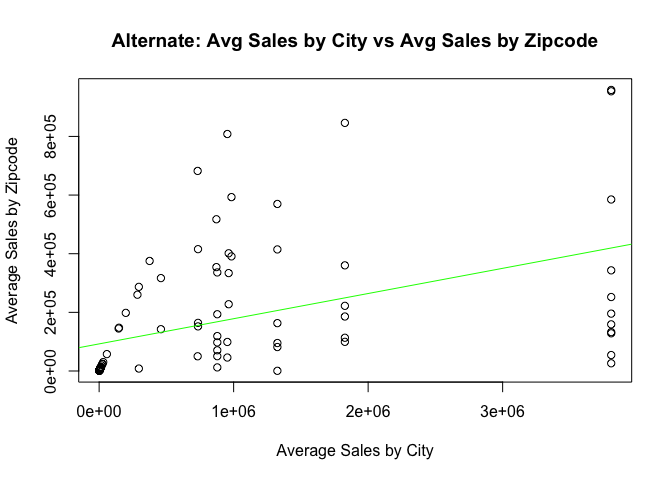 Alternate: Avg Sales by City vs Avg Sales by Zipcode
Average Sales by Zipcode
8e+05
6e+05
4e+05
2e+05
0e+00
0e+00 1e+06 2e+06 3e+06
Average Sales by City